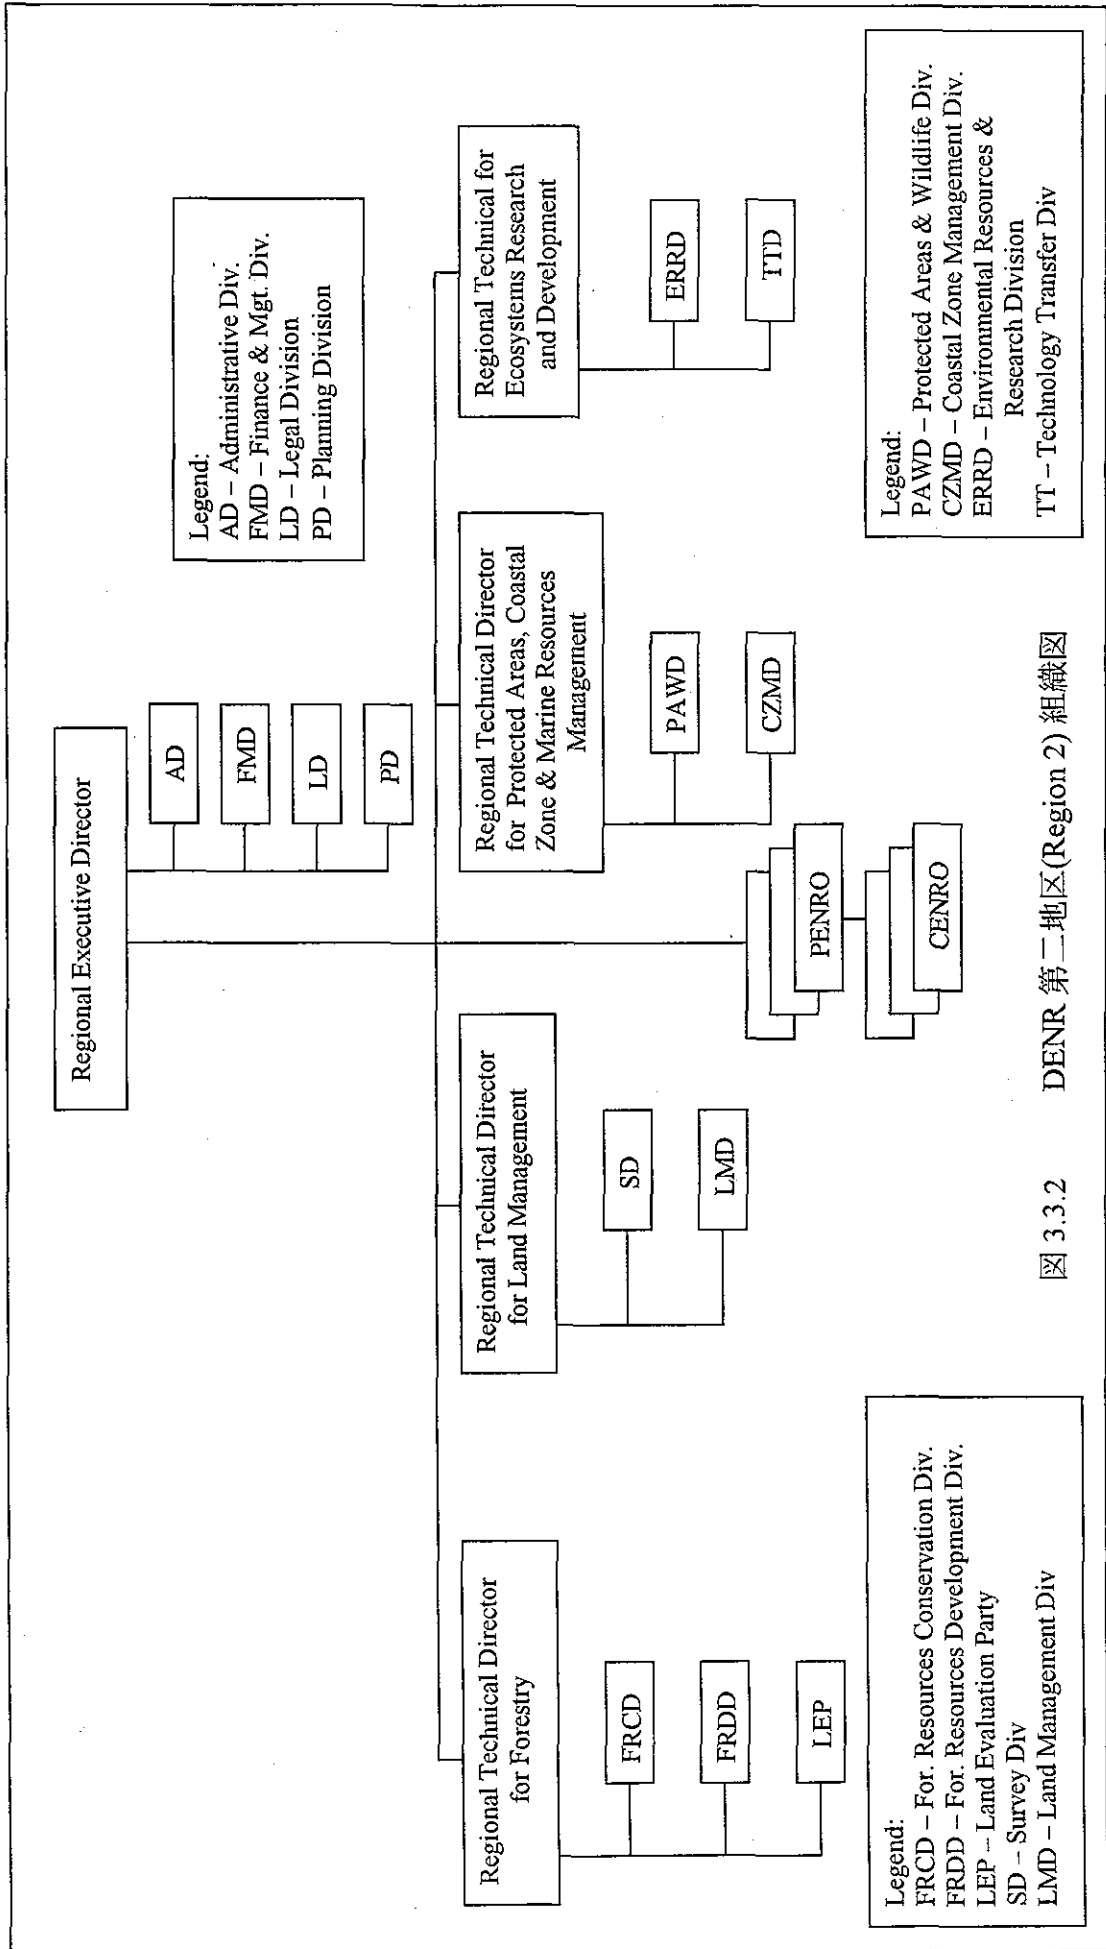 Regional Executive Director
AD
FMD
LD
PD
Legend:
AD – Administrative Div.
FMD – Finance & Mgt. Div.
LD – Legal Division
PD – Planning Division
Regional Technical Director
for Forestry
FRCD
FRDD
LEP
Regional Technical Director
for Land Management
SD
LMD
Regional Technical Director
for Protected Areas, Coastal
Zone & Marine Resources
Management
PAWD
CZMD
Regional Technical for
Ecosystems Research
and Development
ERRD
TTD
PENRO
CENRO
Legend:
FRCD – For. Resources Conservation Div.
FRDD – For. Resources Development Div.
LEP – Land Evaluation Party
SD – Survey Div
LMD – Land Management Div
Legend:
PAWD – Protected Areas & Wildlife Div.
CZMD – Coastal Zone Management Div.
ERRD – Environmental Resources &
Research Division
TT – Technology Transfer Div
図 3.3.2 DENR 第二地区(Region 2) 組織図